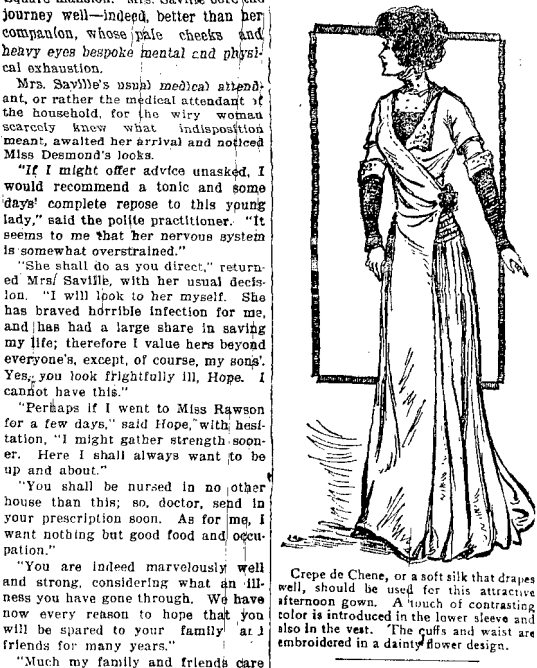 square mansion. Mrs. Saville bore the
journey well—indeed, better than her
companion, whose pale cheeks and
heavy eyes bespoke mental and physi-
cal exhaustion.
Mrs. Saville's usual medical attend-
ant, or rather the medical attendant of
the household, for the wiry woman
scarcely knew what indisposition
meant, awaited her arrival and noticed
Miss Desmond's looks.
"If I might offer advice unasked, I
would recommend a tonic and some
days' complete repose to this young
lady," said the polite practitioner. "It
seems to me that her nervous system
is somewhat overstrained."
"She shall do as you direct," return-
ed Mrs. Saville, with her usual decis-
ion. "I will look to her myself. She
has braved horrible infection for me,
and has had a large share in saving
my life; therefore I value hers beyond
everyone's, except, of course, my sons'.
Yes, you look frightfully ill, Hope. I
cannot have this."
"Perhaps if I went to Miss Rawson
for a few days," said Hope, with hesi-
tation, "I might gather strength soon-
er. Here I shall always want to be
up and about."
"You shall be nursed in no other
house than this; so, doctor, send in
your prescription soon. As for me, I
want nothing but good food and occu-
pation."
"You are indeed marvelously well
and strong, considering what an ill-
ness you have gone through. We have
now every reason to hope that you
will be spared to your family and
friends for many years."
"Much my family and friends care
Crepe de Chene, or a soft silk that drapes
well, should be used for this attractive
afternoon gown. A touch of contrasting
color is introduced in the lower sleeve and
also in the vest. The cuffs and waist are
embroidered in a dainty flower design.